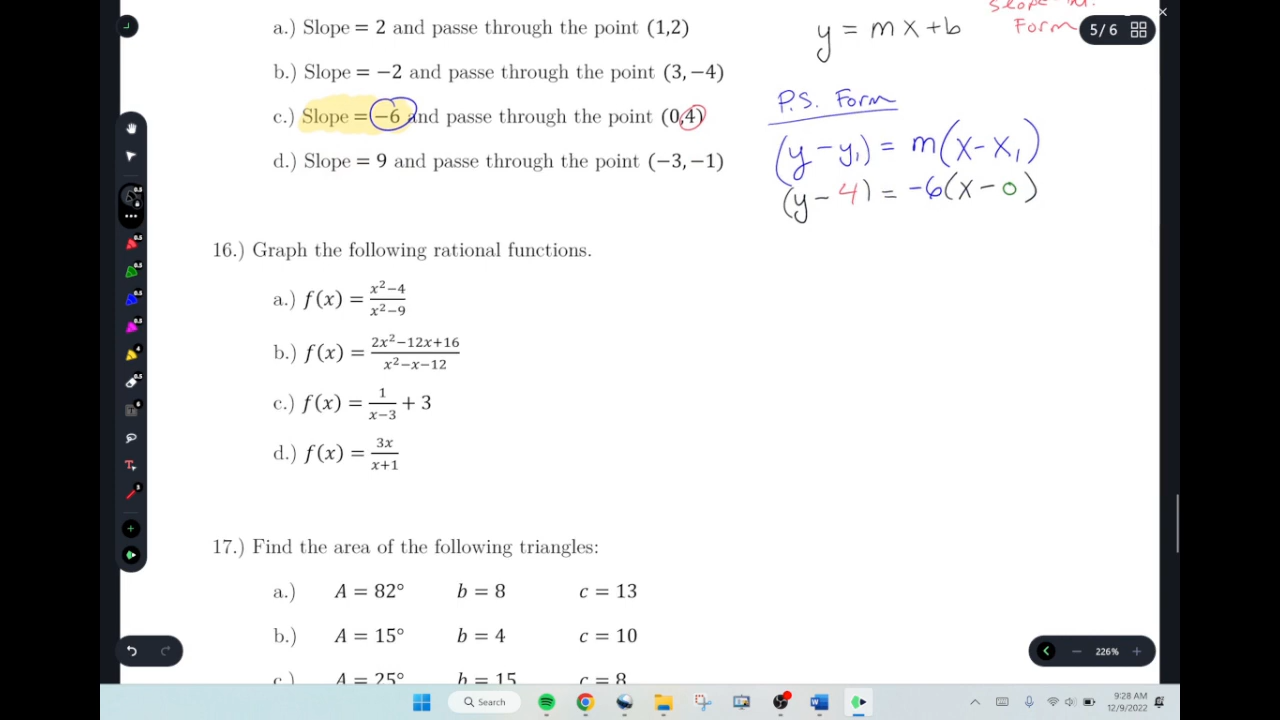 a.) Slope = 2 and passe through the point (1,2)
b.) Slope = −2 and passe through the point (3, −4)
c.) Slope = −6 and passe through the point (0,4)
d.) Slope = 9 and passe through the point (−3, −1)
Form
y = mx+b
5/6
P.S. Form
(y − y₁) = m(x − x₁)
(y − 4) = −6(x − 0)
16.) Graph the following rational functions.
a.) f(x) = x²−4 / x²−9
b.) f(x) = 2x²−12x+16 / x²−x−12
c.) f(x) = 1 / x−3 + 3
d.) f(x) = 3x / x+1
17.) Find the area of the following triangles:
a.) A = 82° b = 8 c = 13
b.) A = 15° b = 4 c = 10
c.) A = 25° b = 15 c = 8
226%
Search
9:28 AM
12/9/2022